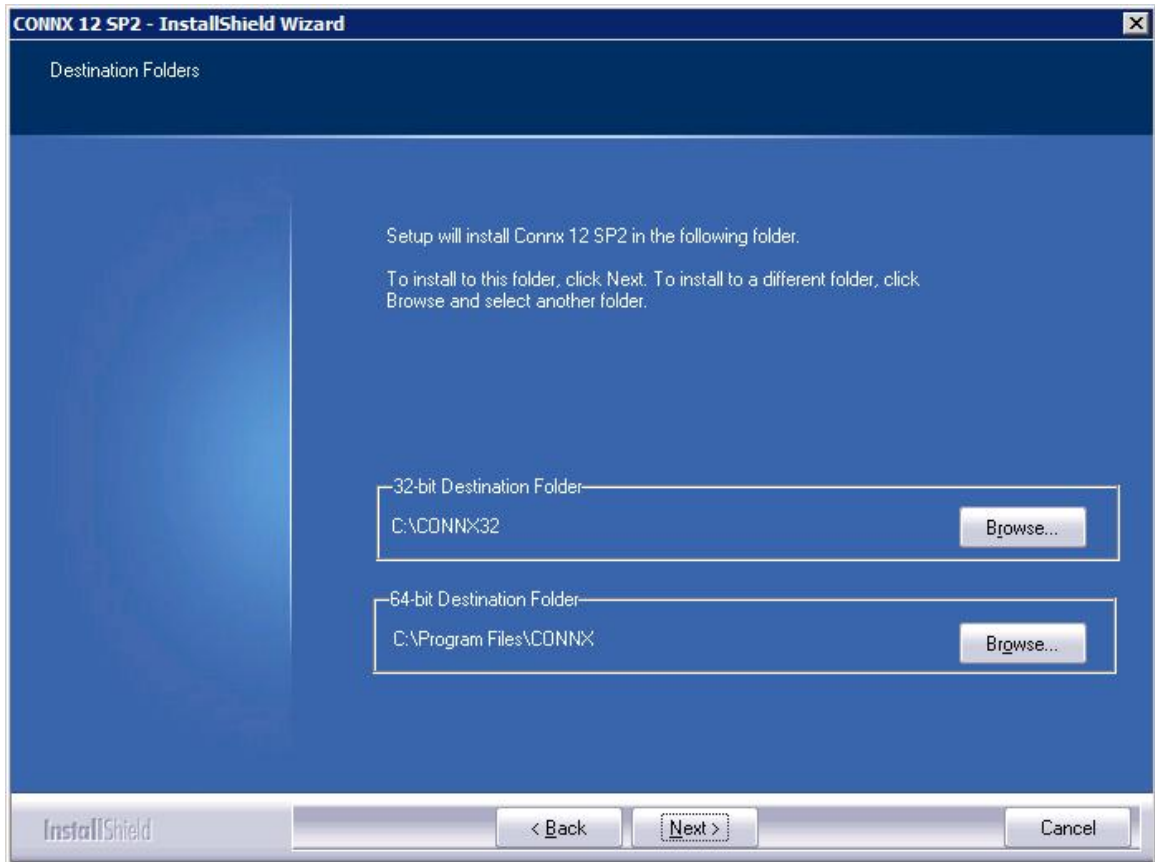 CONNX 12 SP2 - InstallShield Wizard
Destination Folders
Setup will install Connx 12 SP2 in the following folder.
To install to this folder, click Next. To install to a different folder, click
Browse and select another folder.
32-bit Destination Folder
C:\CONNX32
Browse...
64-bit Destination Folder
C:\Program Files\CONNX
Browse...
InstallShield
< Back
Next >
Cancel